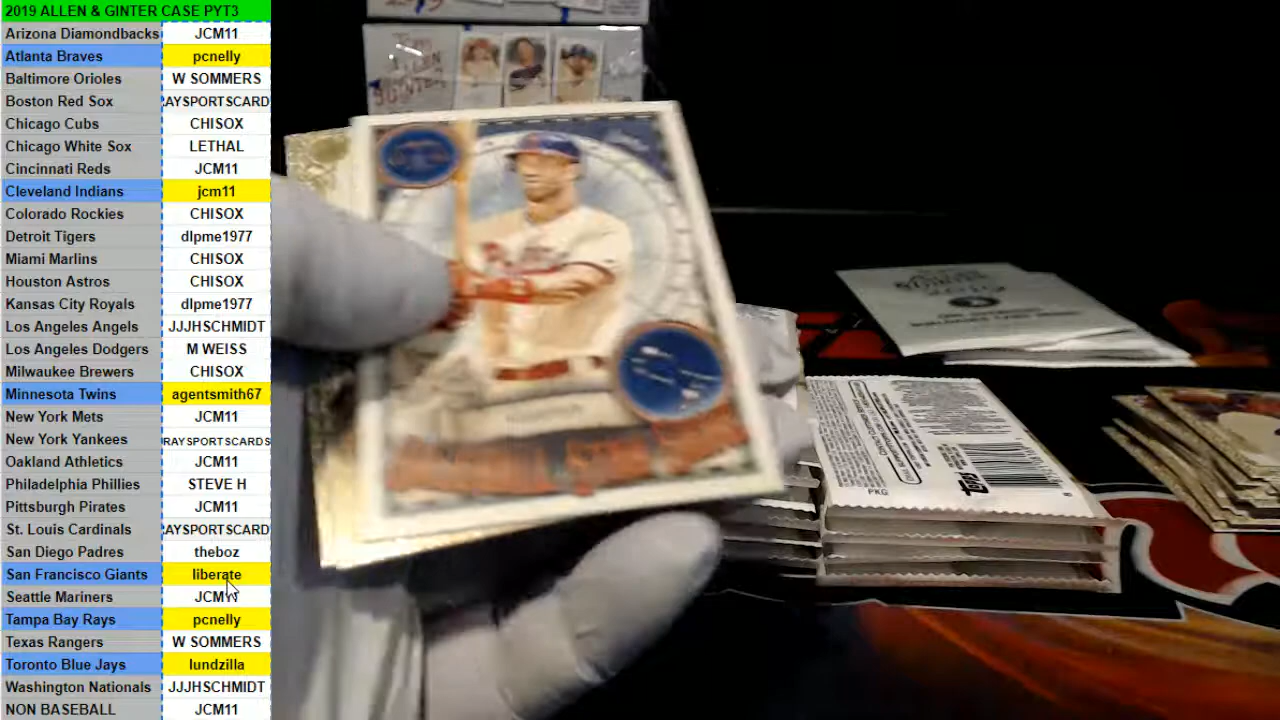 2019 ALLEN & GINTER CASE PYT3
Arizona Diamondbacks JCM11
Atlanta Braves pcnelly
Baltimore Orioles W SOMMERS
Boston Red Sox AYSPORTSCARD
Chicago Cubs CHISOX
Chicago White Sox LETHAL
Cincinnati Reds JCM11
Cleveland Indians jcm11
Colorado Rockies CHISOX
Detroit Tigers dlpme1977
Miami Marlins CHISOX
Houston Astros CHISOX
Kansas City Royals dlpme1977
Los Angeles Angels JJJHSCHMIDT
Los Angeles Dodgers M WEISS
Milwaukee Brewers CHISOX
Minnesota Twins agentsmith67
New York Mets JCM11
New York Yankees RAYSPORTSCARDS
Oakland Athletics JCM11
Philadelphia Phillies STEVE H
Pittsburgh Pirates JCM11
St. Louis Cardinals AYSPORTSCARD
San Diego Padres theboz
San Francisco Giants liberate
Seattle Mariners JCM11
Tampa Bay Rays pcnelly
Texas Rangers W SOMMERS
Toronto Blue Jays lundzilla
Washington Nationals JJJHSCHMIDT
NON BASEBALL JCM11
ALLEN
GINTER
PKG
Topps